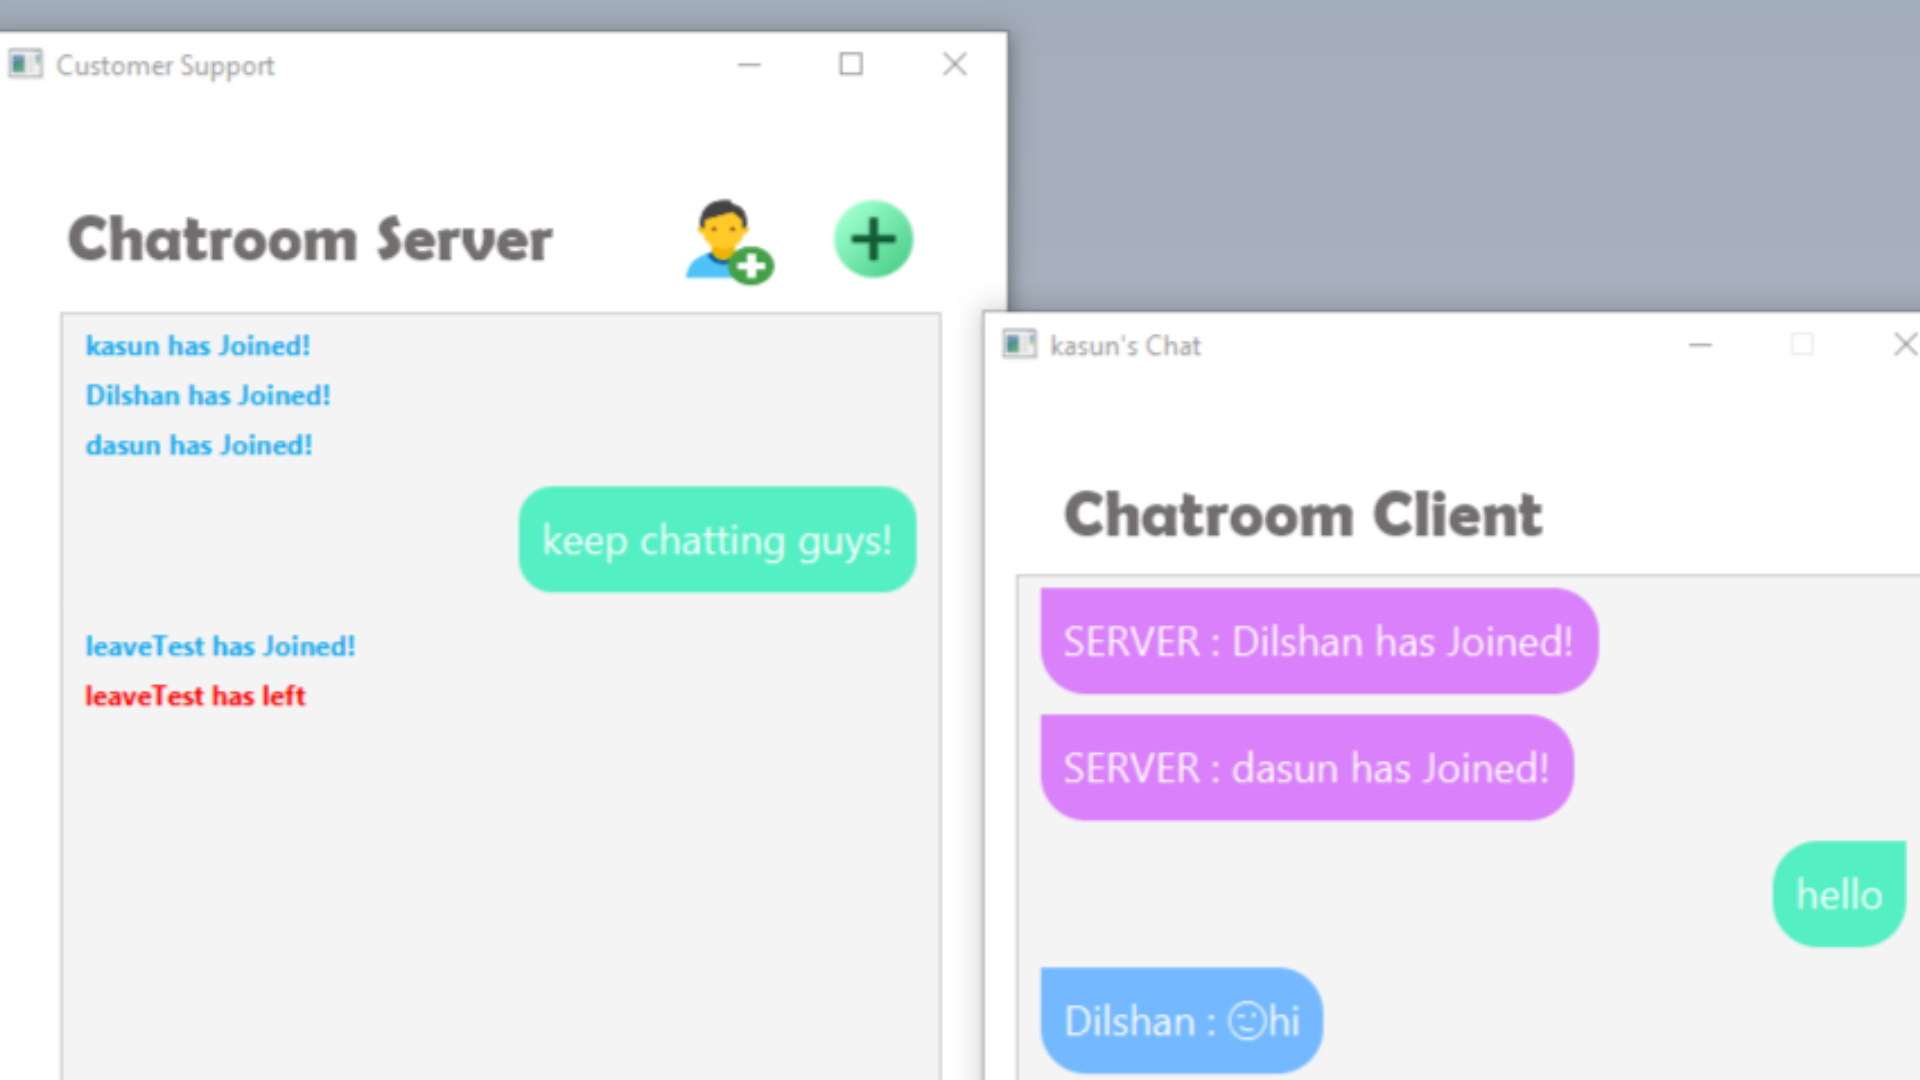 Customer Support
Chatroom Server
kasun has Joined!
Dilshan has Joined!
dasun has Joined!
keep chatting guys!
leaveTest has Joined!
leaveTest has left
kasun's Chat
Chatroom Client
SERVER : Dilshan has Joined!
SERVER : dasun has Joined!
hello
Dilshan : 😉hi